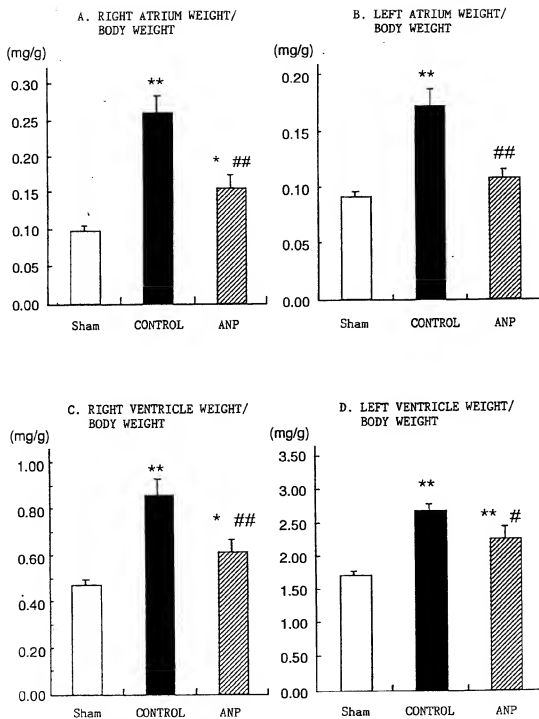 A. RIGHT ATRIUM WEIGHT/
BODY WEIGHT
(mg/g)
0.30
0.25
0.20
0.15
0.10
0.05
0.00
**
* ##
Sham CONTROL ANP
B. LEFT ATRIUM WEIGHT/
BODY WEIGHT
(mg/g)
0.20
0.15
0.10
0.05
0.00
**
##
Sham CONTROL ANP
C. RIGHT VENTRICLE WEIGHT/
BODY WEIGHT
(mg/g)
1.00
0.80
0.60
0.40
0.20
0.00
**
* ##
Sham CONTROL ANP
D. LEFT VENTRICLE WEIGHT/
BODY WEIGHT
(mg/g)
3.50
3.00
2.50
2.00
1.50
1.00
0.50
0.00
**
** #
Sham CONTROL ANP